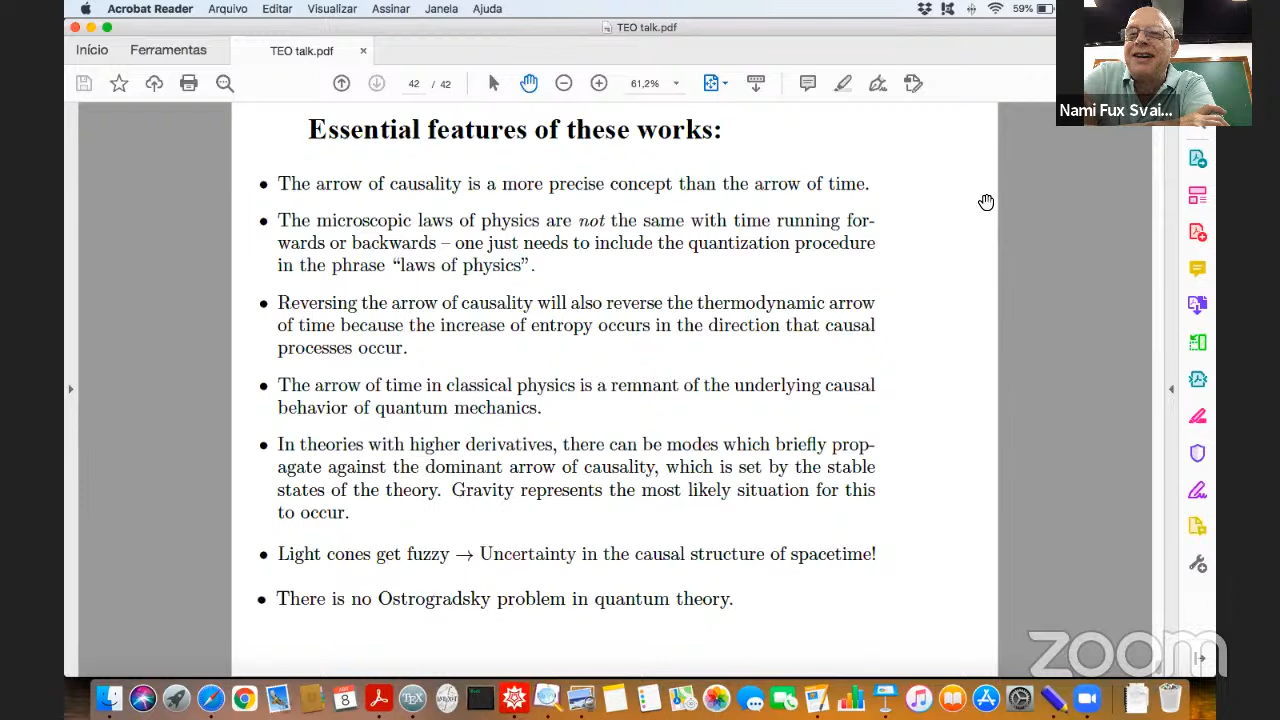 Acrobat Reader Arquivo Editar Visualizar Assinar Janela Ajuda 59%
TEO talk.pdf
Início Ferramentas TEO talk.pdf ×
42 / 42 61,2%
Nami Fux Svai...
Essential features of these works:
• The arrow of causality is a more precise concept than the arrow of time.
• The microscopic laws of physics are not the same with time running for-
wards or backwards – one just needs to include the quantization procedure
in the phrase “laws of physics”.
• Reversing the arrow of causality will also reverse the thermodynamic arrow
of time because the increase of entropy occurs in the direction that causal
processes occur.
• The arrow of time in classical physics is a remnant of the underlying causal
behavior of quantum mechanics.
• In theories with higher derivatives, there can be modes which briefly prop-
agate against the dominant arrow of causality, which is set by the stable
states of the theory. Gravity represents the most likely situation for this
to occur.
• Light cones get fuzzy → Uncertainty in the causal structure of spacetime!
• There is no Ostrogradsky problem in quantum theory.
zoom
8
TEX